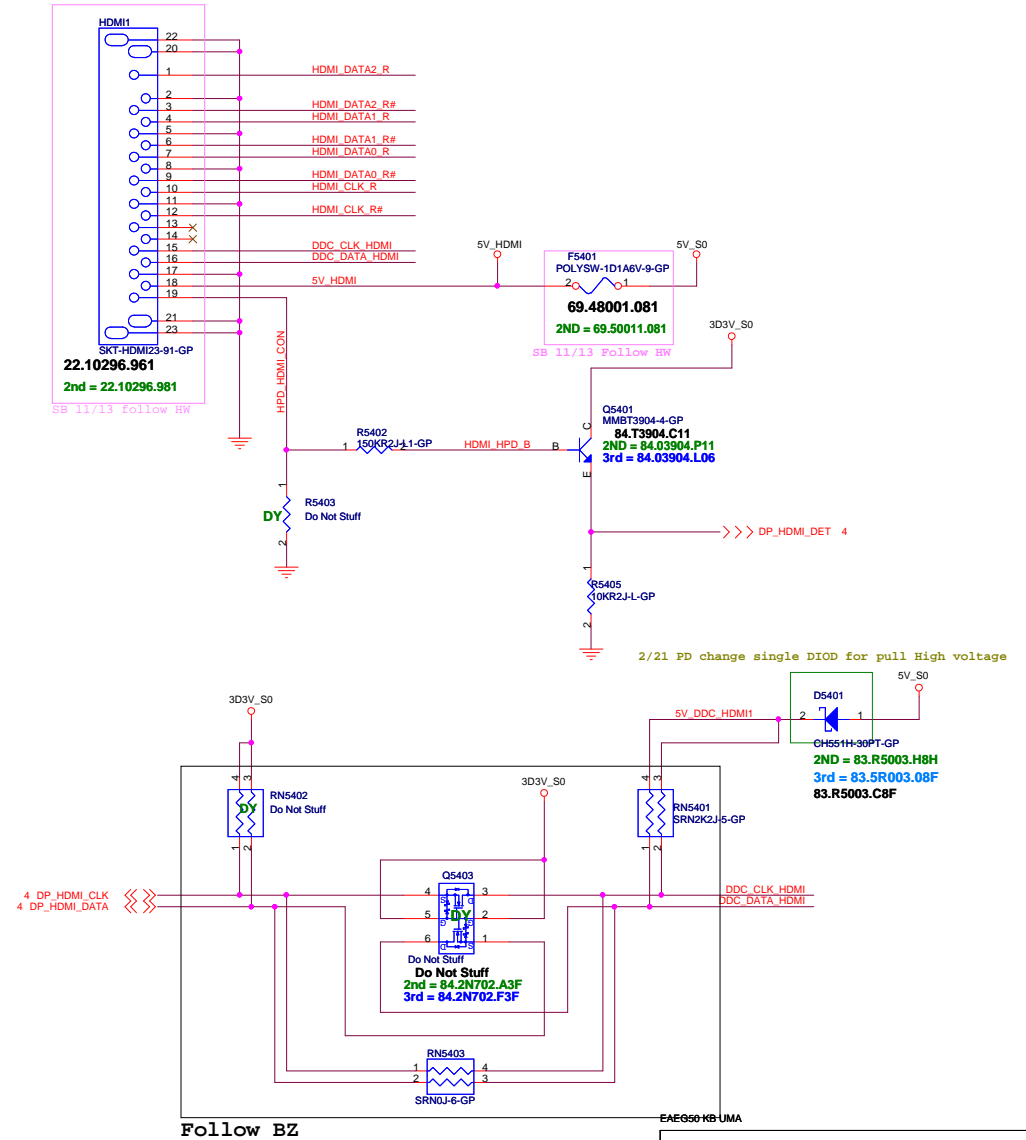 HDMI1
22
20
1 HDMI_DATA2_R
2
3 HDMI_DATA2_R#
4 HDMI_DATA1_R
5
6 HDMI_DATA1_R#
7 HDMI_DATA0_R
8
9 HDMI_DATA0_R#
10 HDMI_CLK_R
11
12 HDMI_CLK_R#
13
14
15 DDC_CLK_HDMI
16 DDC_DATA_HDMI
17
18 5V_HDMI
19
21
23
SKT-HDMI23-91-GP
22.10296.961
2nd = 22.10296.981
SB 11/13 follow HW
HPD_HDMI_CON
5V_HDMI
5V_S0
F5401
POLYSW-1D1A6V-9-GP
2 1
69.48001.081
2ND = 69.50011.081
SB 11/13 Follow HW
3D3V_S0
Q5401
MMBT3904-4-GP
84.T3904.C11
2ND = 84.03904.P11
3rd = 84.03904.L06
C
B
E
R5402
1 150KR2J-L1-GP 2
HDMI_HPD_B
1
R5403
DY Do Not Stuff
2
DP_HDMI_DET 4
1
R5405
10KR2J-L-GP
2
2/21 PD change single DIOD for pull High voltage
5V_S0
D5401
5V_DDC_HDMI1
2 1
CH551H-30PT-GP
2ND = 83.R5003.H8H
3rd = 83.5R003.08F
83.R5003.C8F
3D3V_S0
4 3
RN5402
DY Do Not Stuff
1 2
3D3V_S0
4 3
RN5401
SRN2K2J-5-GP
1 2
4 DP_HDMI_CLK
4 DP_HDMI_DATA
Q5403
4 3
5 2
6 1
S D
G G
D S
DY
Do Not Stuff
Do Not Stuff
2nd = 84.2N702.A3F
3rd = 84.2N702.F3F
DDC_CLK_HDMI
DDC_DATA_HDMI
RN5403
1 4
2 3
SRN0J-6-GP
Follow BZ
EAEG50 KB UMA